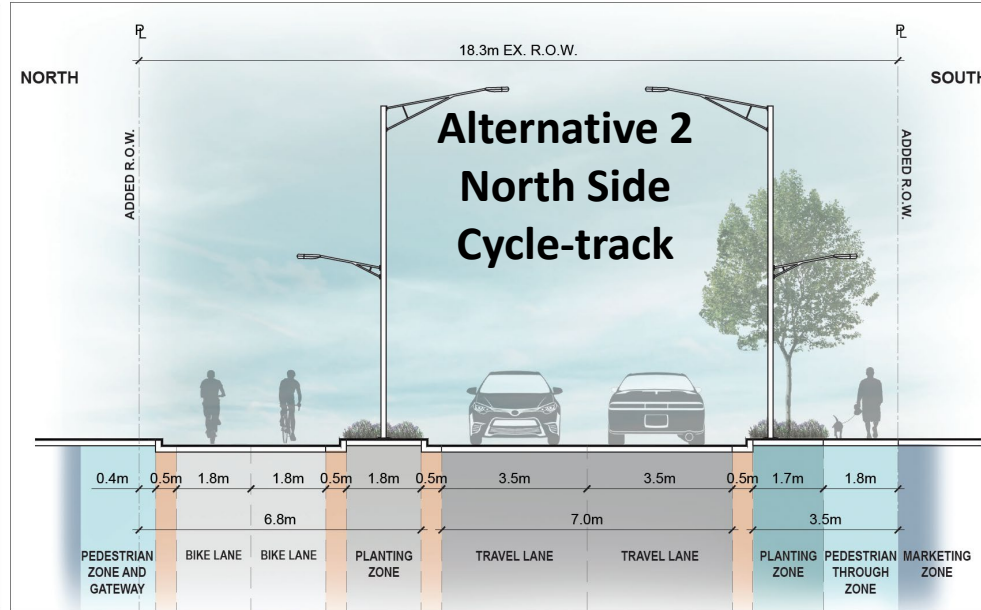 ℄ ℄
18.3m EX. R.O.W.
NORTH SOUTH
ADDED R.O.W.
ADDED R.O.W.
Alternative 2
North Side
Cycle-track
0.4m 0.5m 1.8m 1.8m 0.5m 1.8m 0.5m 3.5m 3.5m 0.5m 1.7m 1.8m
6.8m 7.0m 3.5m
PEDESTRIAN
ZONE AND
GATEWAY
BIKE LANE
BIKE LANE
PLANTING
ZONE
TRAVEL LANE
TRAVEL LANE
PLANTING
ZONE
PEDESTRIAN
THROUGH
ZONE
MARKETING
ZONE